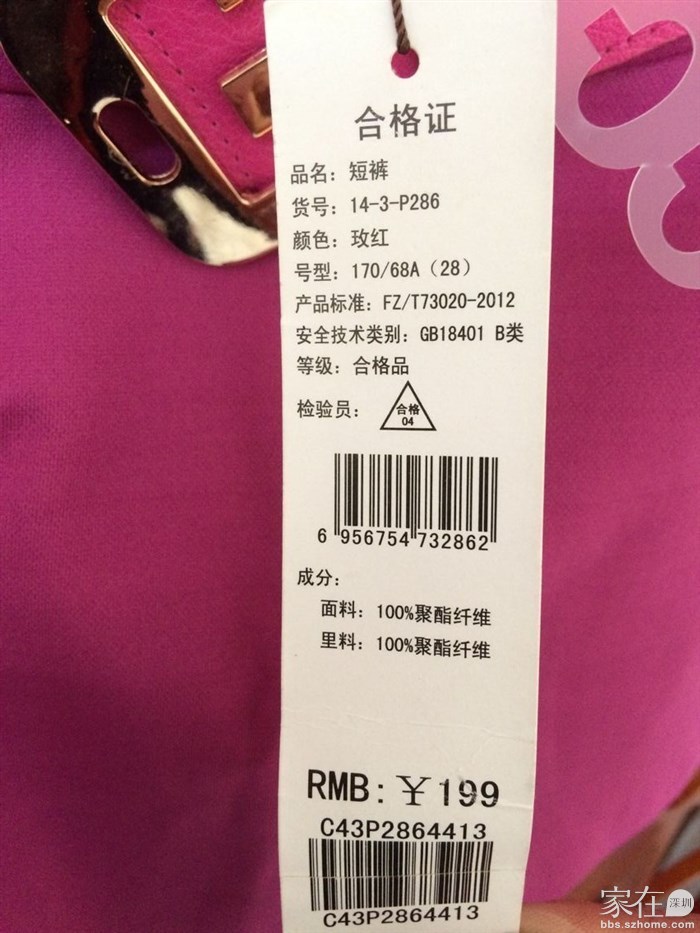 合格证
品名：短裤
货号：14-3-P286
颜色：玫红
号型：170/68A（28）
产品标准：FZ/T73020-2012
安全技术类别：GB18401 B类
等级：合格品
检验员：
合格
04
6 956754 732862
成分：
面料：100%聚酯纤维
里料：100%聚酯纤维
RMB：￥199
C43P2864413
C43P2864413
家在 深圳
bbs.szhome.com